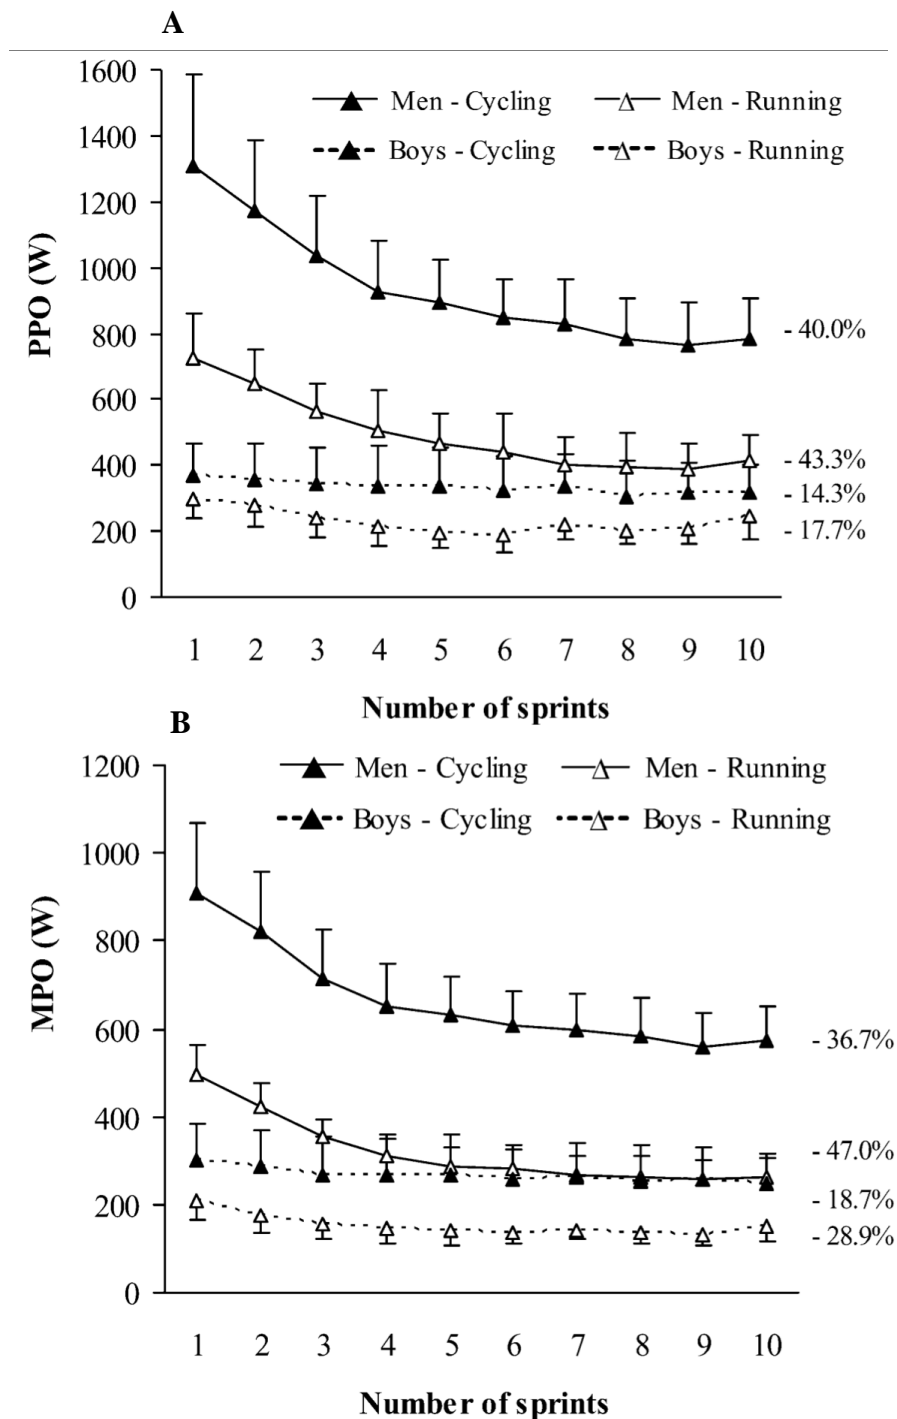 A
1600
1400
1200
1000
800
600
400
200
0
PPO (W)
Men - Cycling
Men - Running
Boys - Cycling
Boys - Running
- 40.0%
- 43.3%
- 14.3%
- 17.7%
1 2 3 4 5 6 7 8 9 10
Number of sprints
B
1200
1000
800
600
400
200
0
MPO (W)
Men - Cycling
Men - Running
Boys - Cycling
Boys - Running
- 36.7%
- 47.0%
- 18.7%
- 28.9%
1 2 3 4 5 6 7 8 9 10
Number of sprints